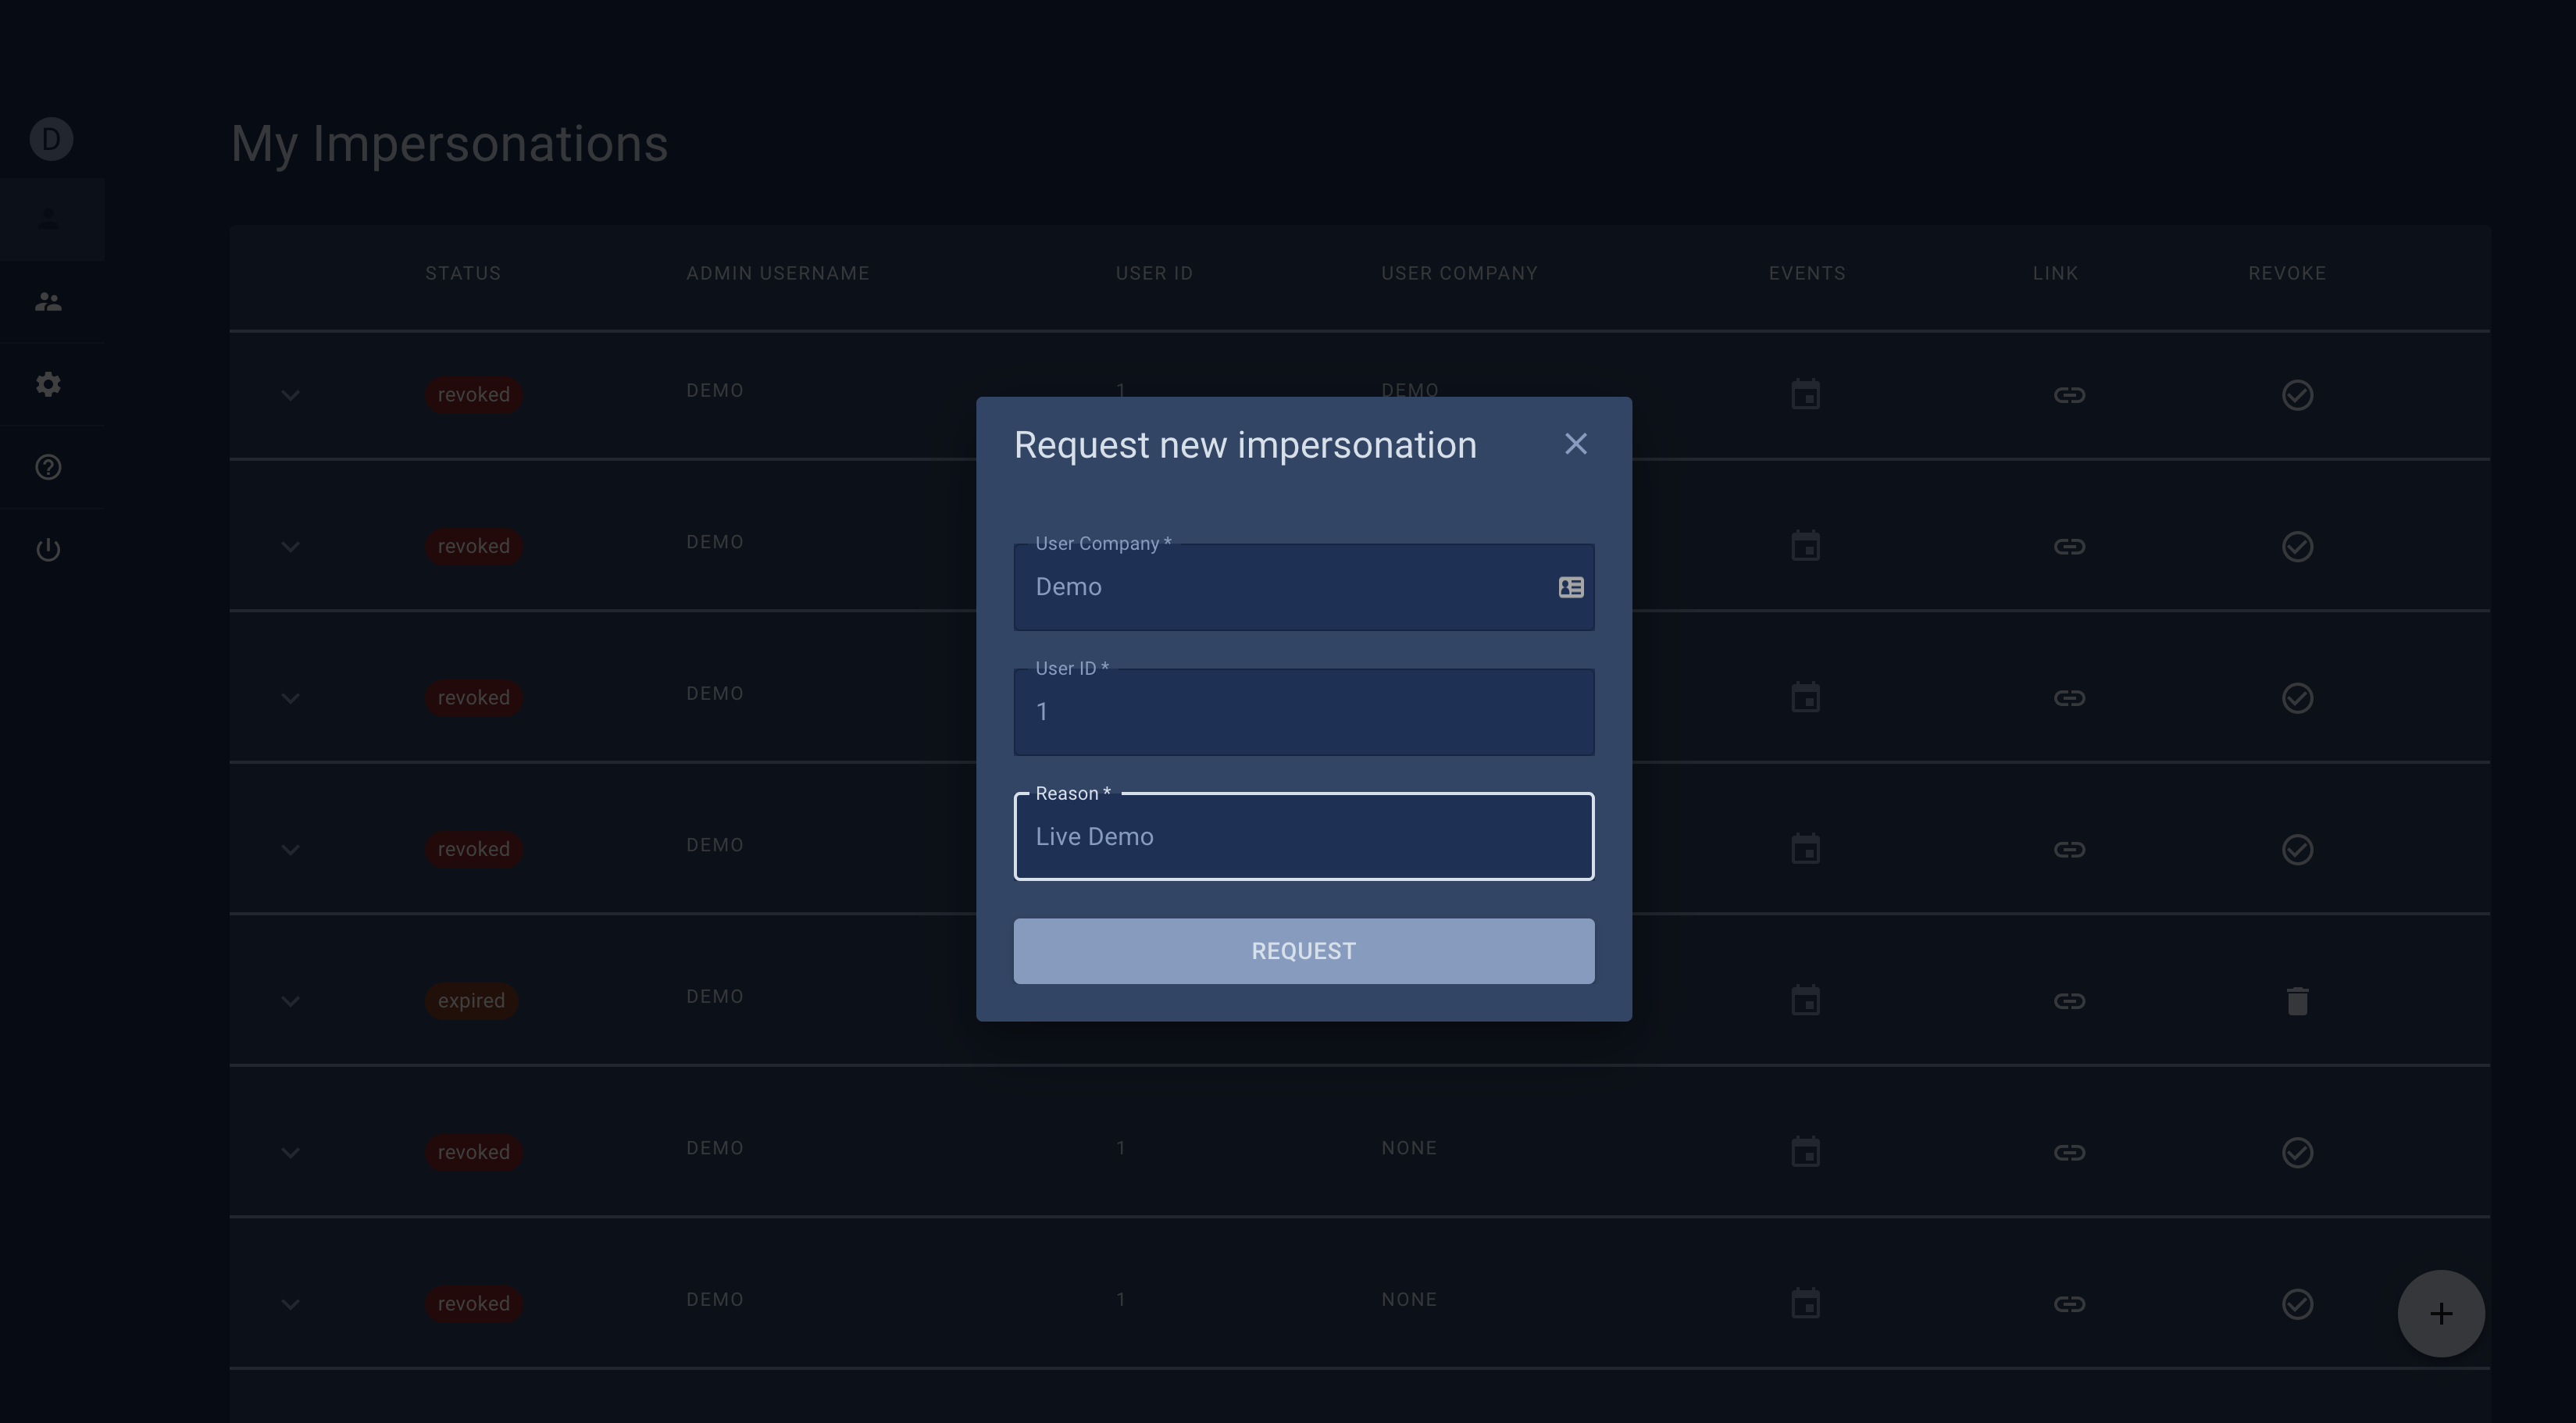 D
My Impersonations
STATUS ADMIN USERNAME USER ID USER COMPANY EVENTS LINK REVOKE
revoked DEMO 1 DEMO
Request new impersonation
User Company *
Demo
revoked DEMO
User ID *
1
revoked DEMO
Reason *
Live Demo
revoked DEMO
REQUEST
expired DEMO
revoked DEMO 1 NONE
revoked DEMO 1 NONE